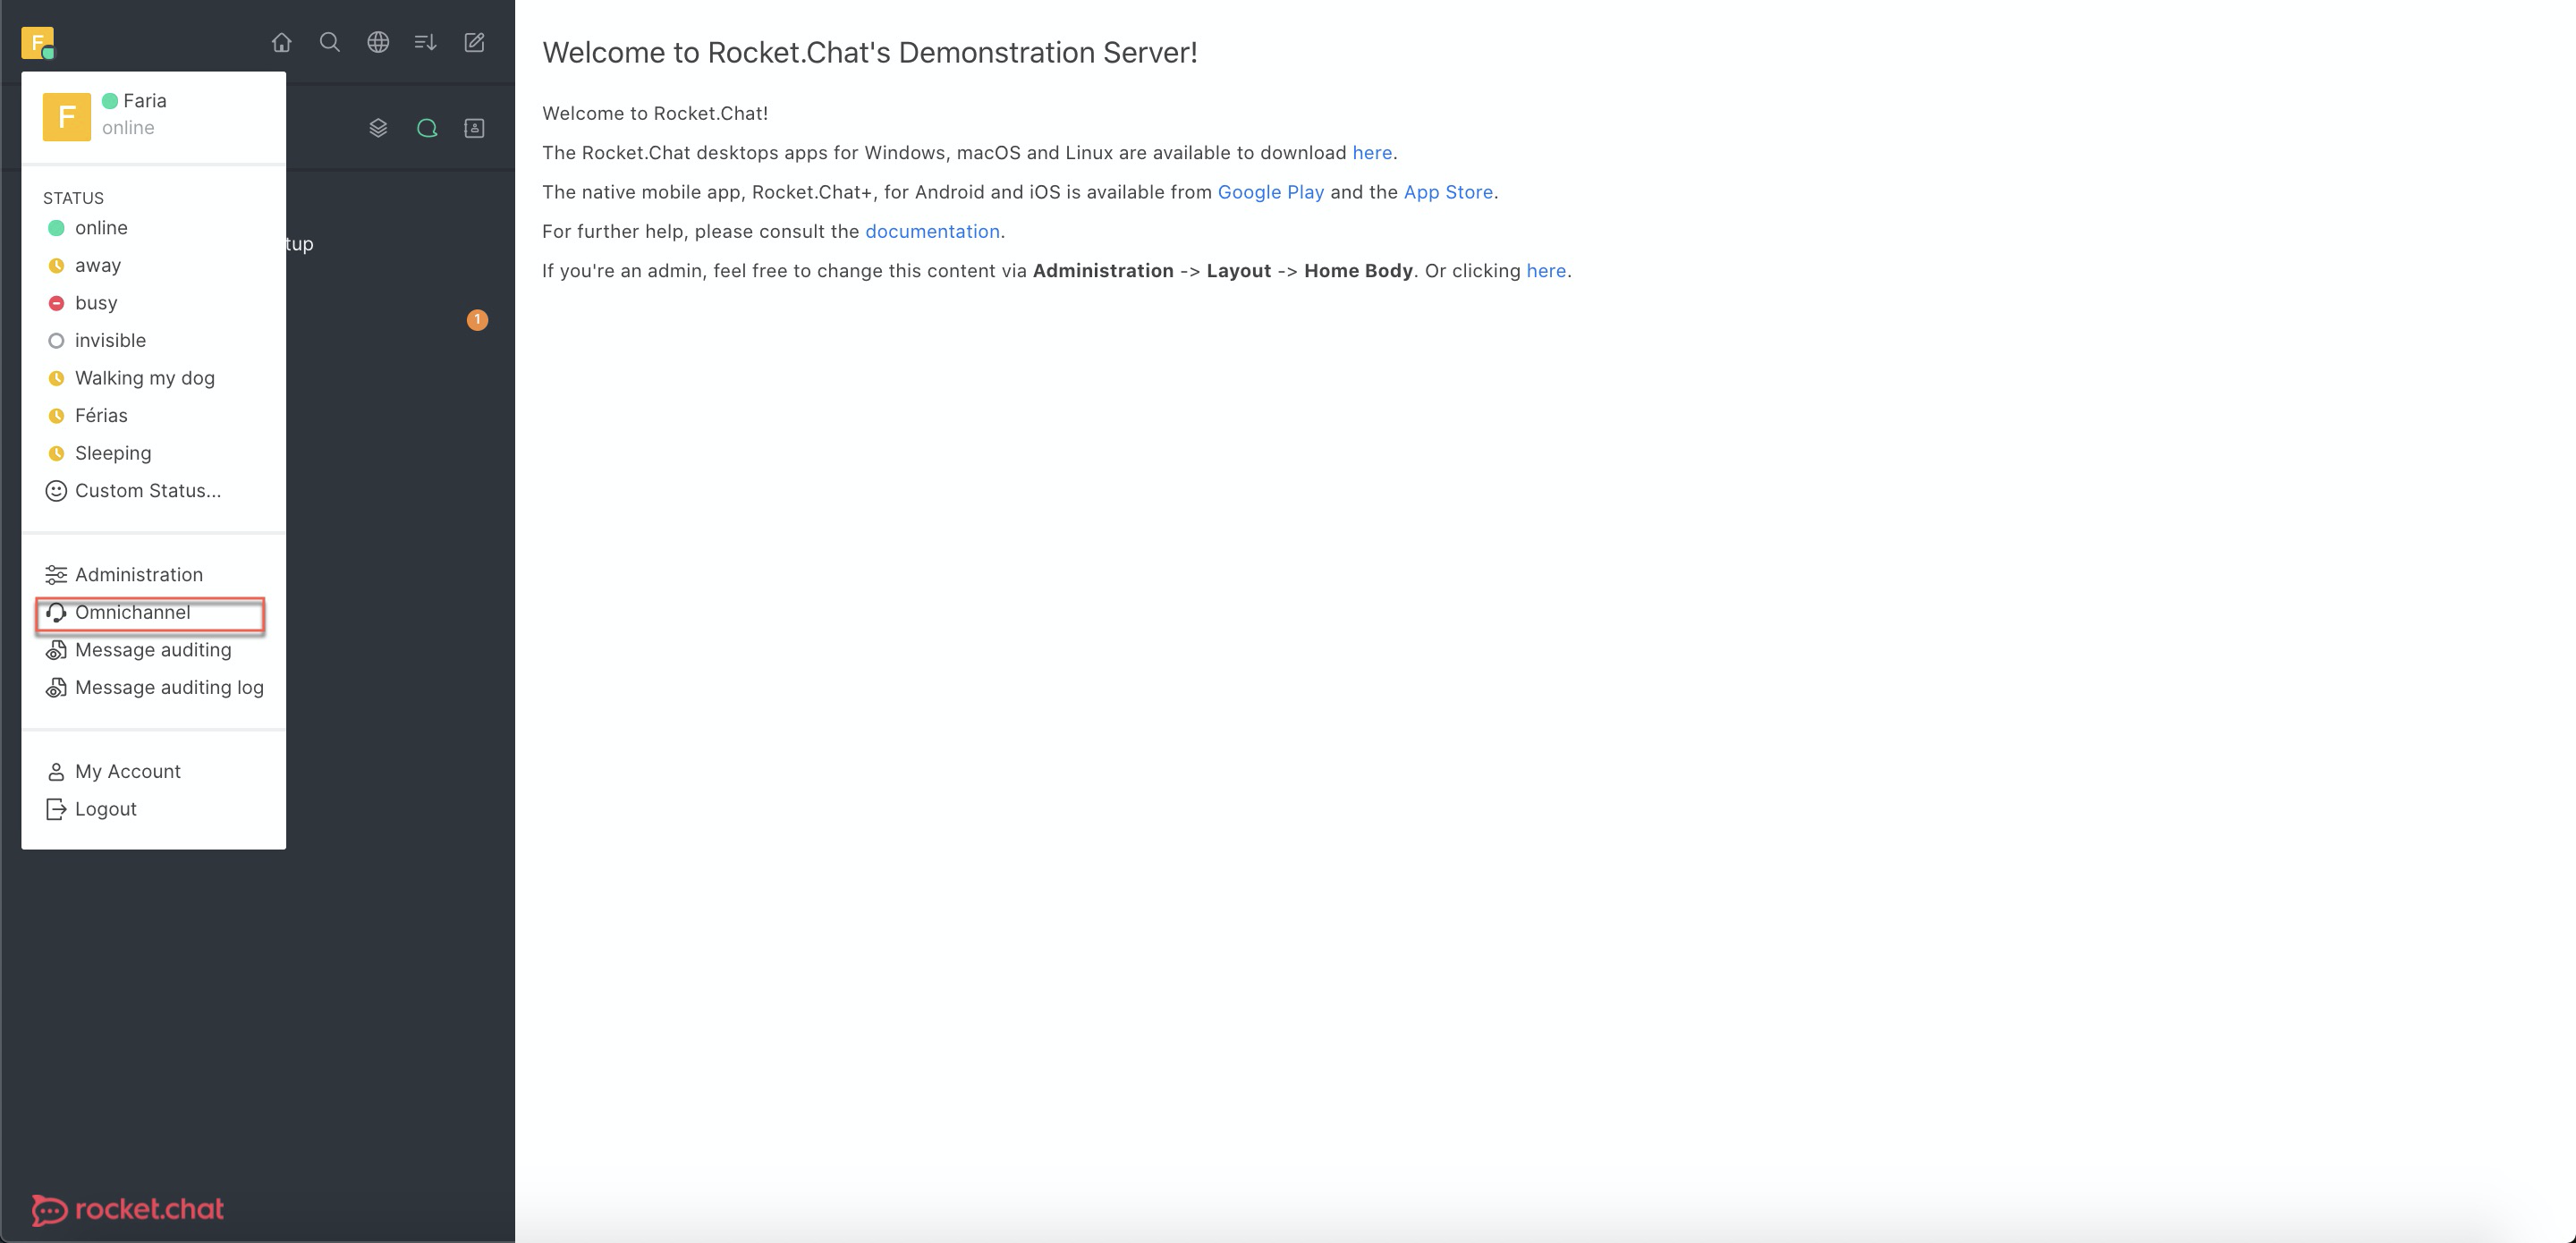 F
Welcome to Rocket.Chat's Demonstration Server!
F
Faria
online
Welcome to Rocket.Chat!
The Rocket.Chat desktops apps for Windows, macOS and Linux are available to download here.
The native mobile app, Rocket.Chat+, for Android and iOS is available from Google Play and the App Store.
For further help, please consult the documentation.
If you're an admin, feel free to change this content via Administration -> Layout -> Home Body. Or clicking here.
STATUS
online
tup
away
busy
1
invisible
Walking my dog
Férias
Sleeping
Custom Status...
Administration
Omnichannel
Message auditing
Message auditing log
My Account
Logout
rocket.chat